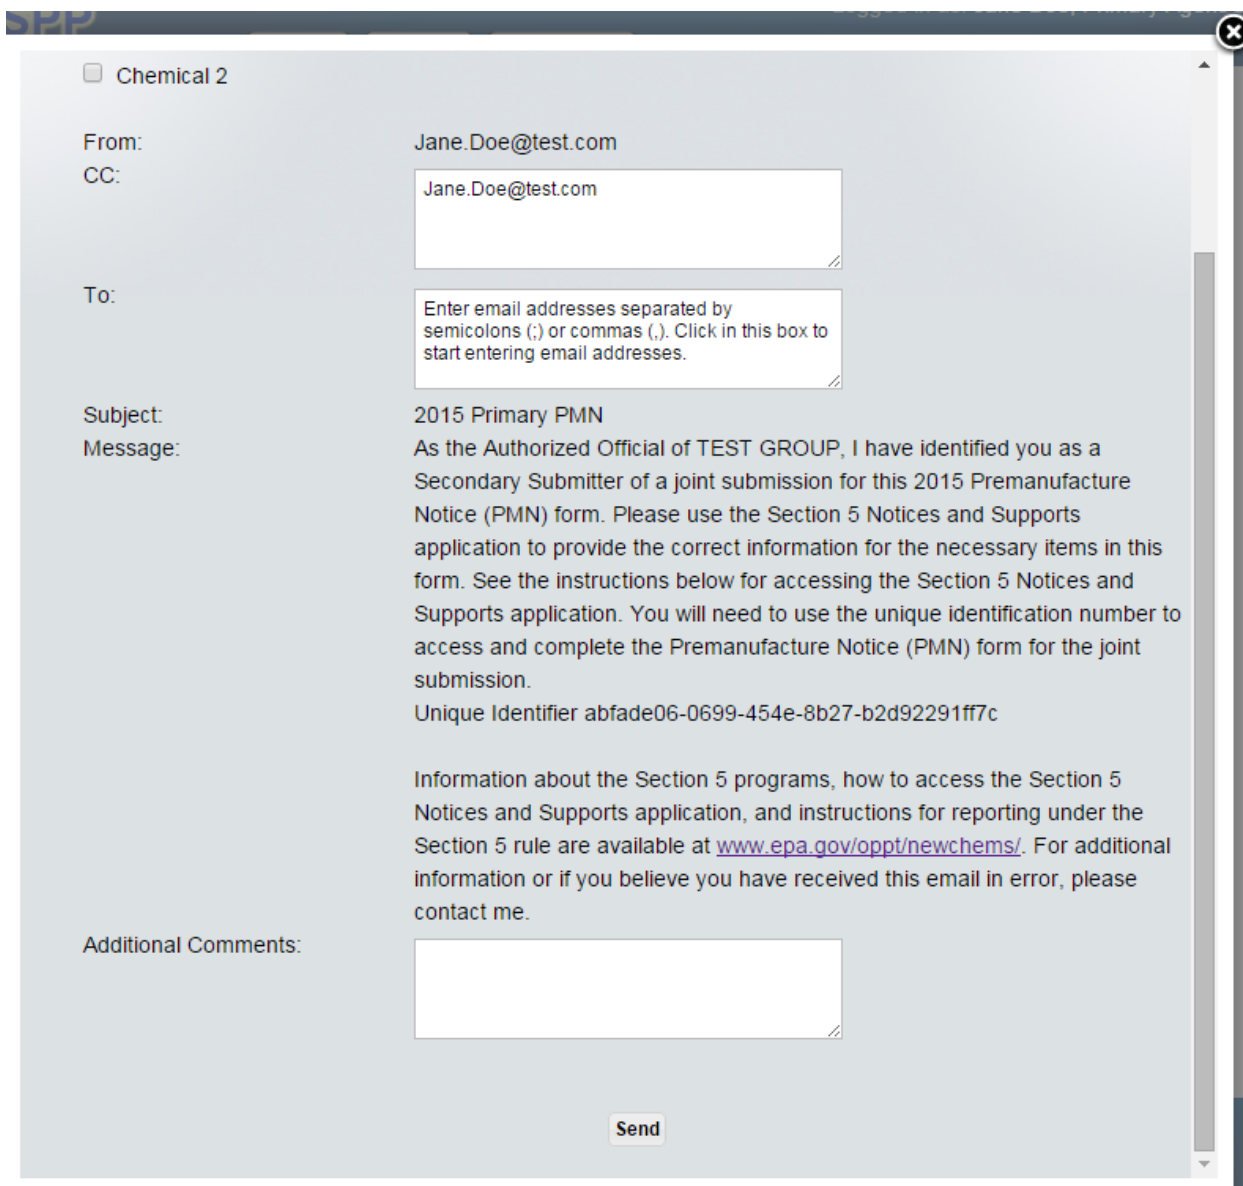 SPP
Chemical 2
From:
Jane.Doe@test.com
CC:
Jane.Doe@test.com
To:
Enter email addresses separated by
semicolons (;) or commas (,). Click in this box to
start entering email addresses.
Subject:
2015 Primary PMN
Message:
As the Authorized Official of TEST GROUP, I have identified you as a
Secondary Submitter of a joint submission for this 2015 Premanufacture
Notice (PMN) form. Please use the Section 5 Notices and Supports
application to provide the correct information for the necessary items in this
form. See the instructions below for accessing the Section 5 Notices and
Supports application. You will need to use the unique identification number to
access and complete the Premanufacture Notice (PMN) form for the joint
submission.
Unique Identifier abfade06-0699-454e-8b27-b2d92291ff7c
Information about the Section 5 programs, how to access the Section 5
Notices and Supports application, and instructions for reporting under the
Section 5 rule are available at www.epa.gov/oppt/newchems/. For additional
information or if you believe you have received this email in error, please
contact me.
Additional Comments:
Send